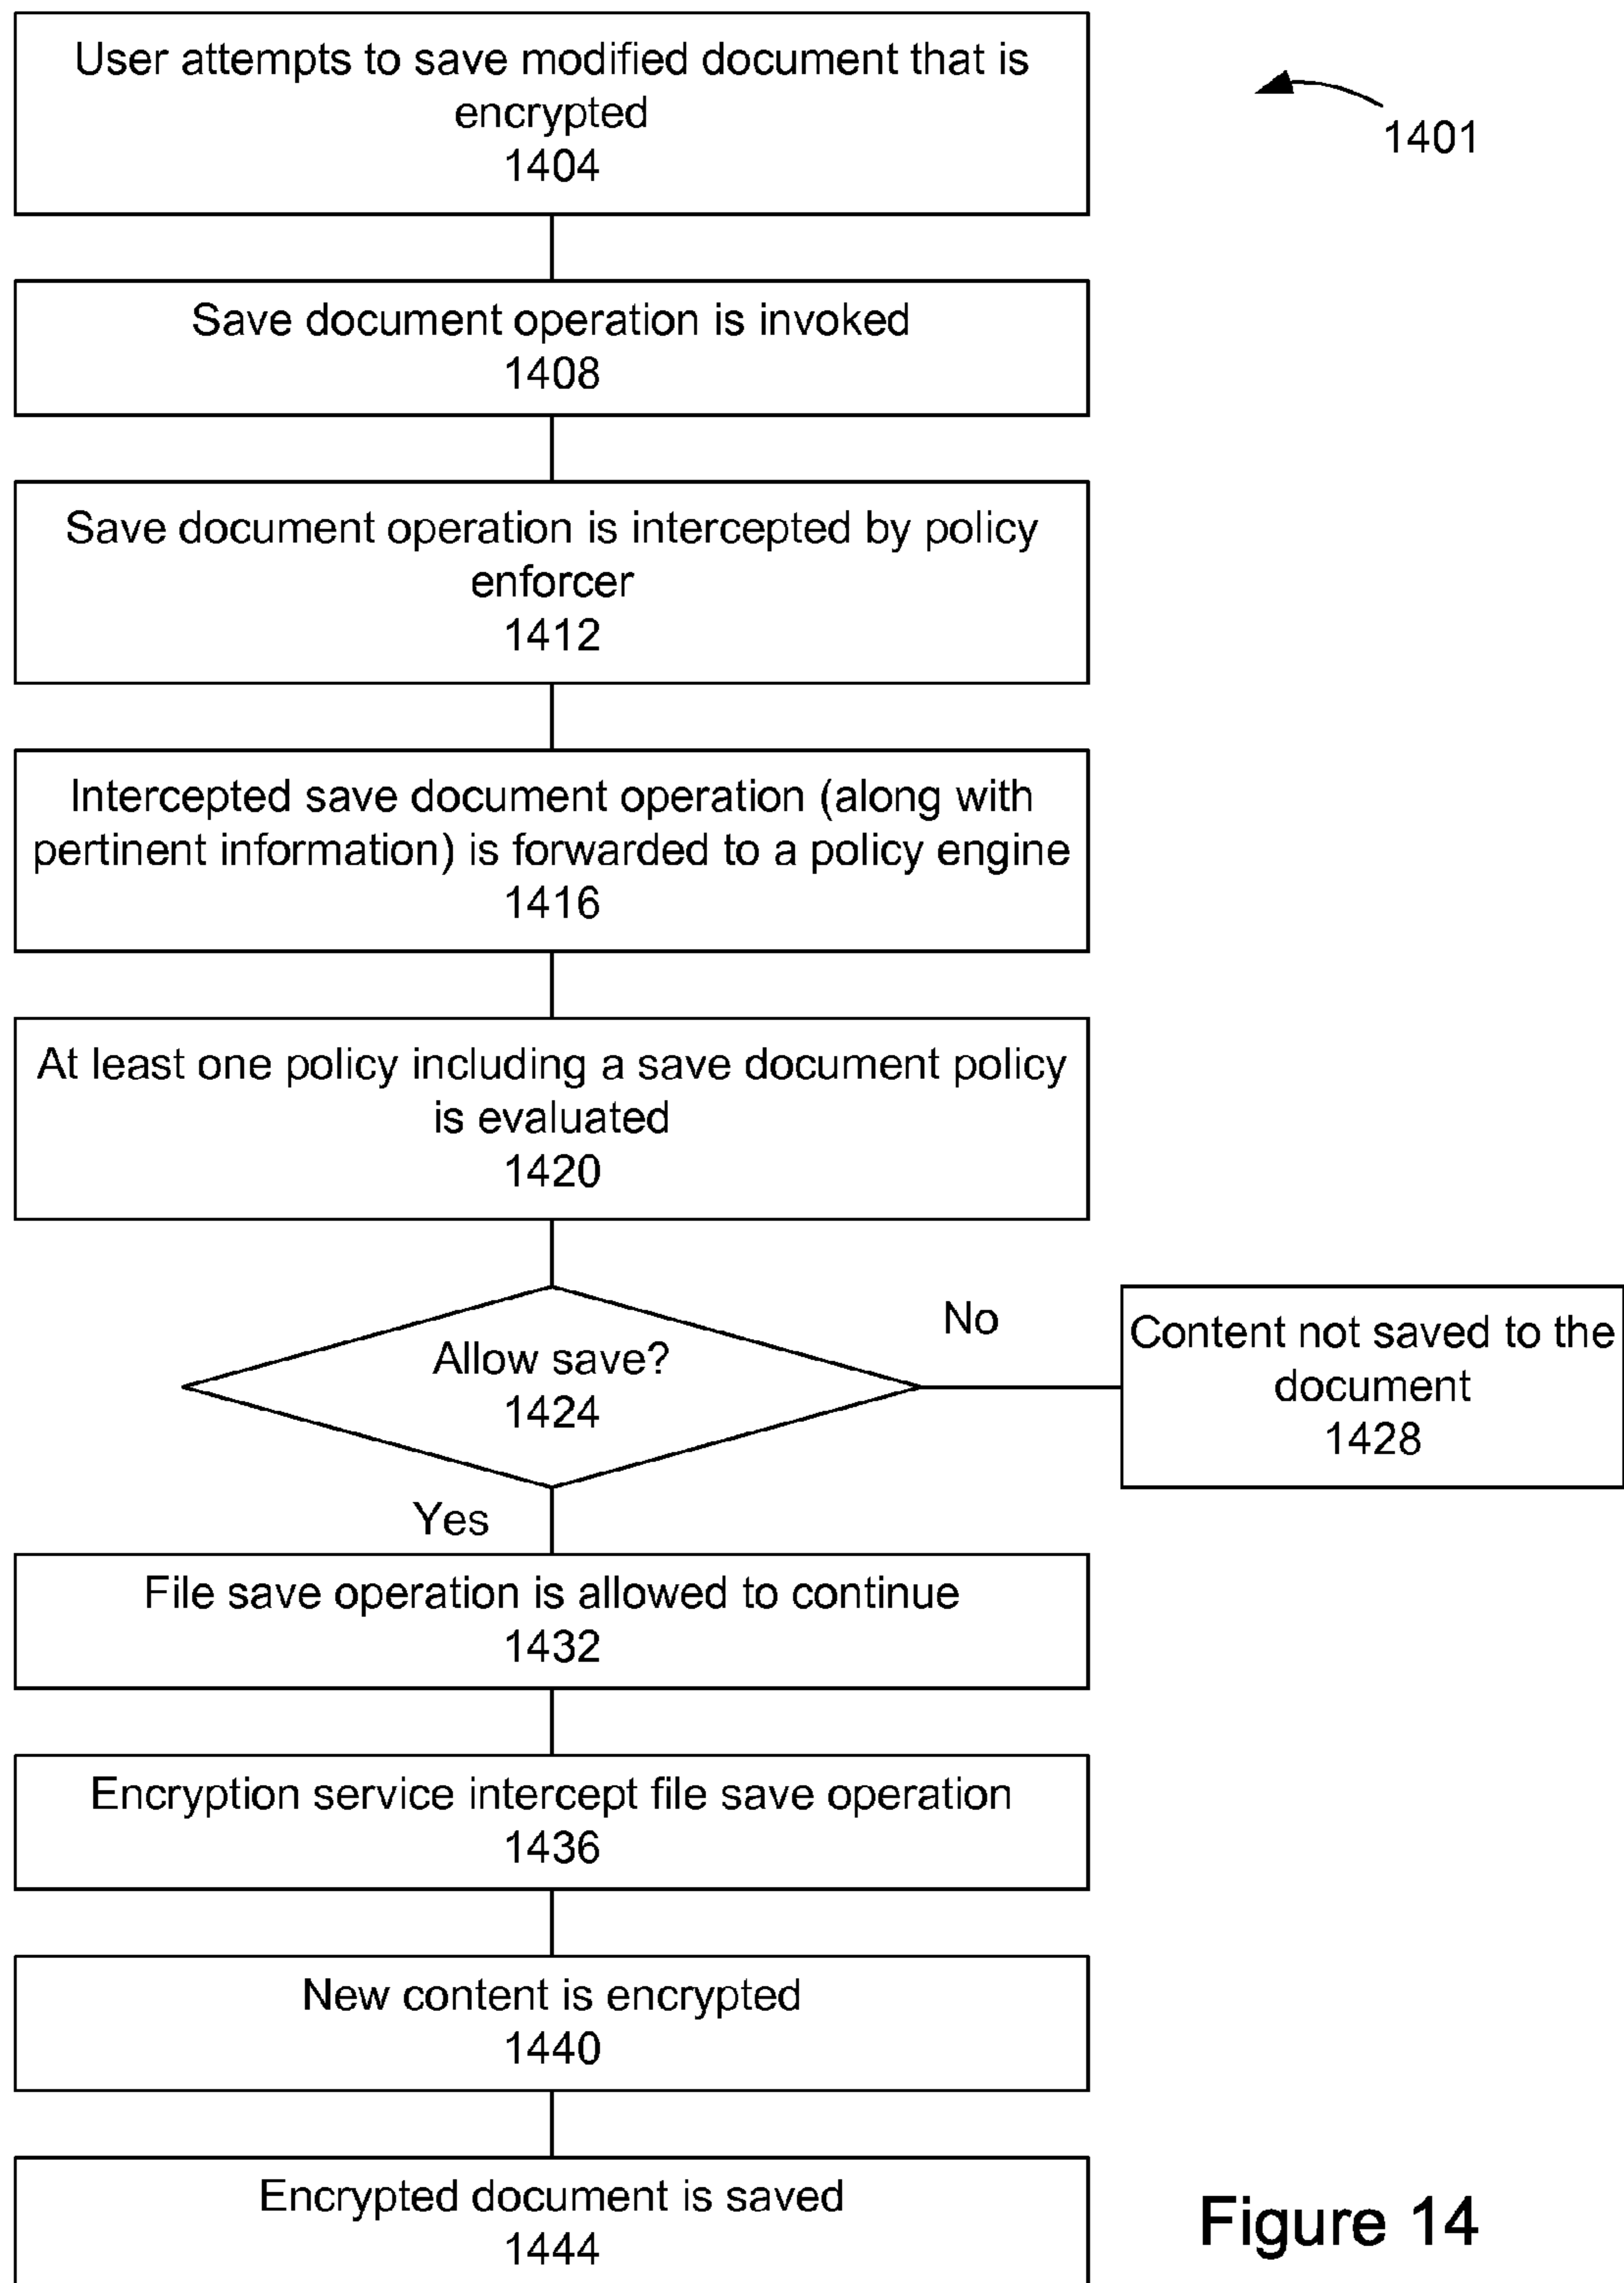 User attempts to save modified document that is
encrypted
1404
1401
Save document operation is invoked
1408
Save document operation is intercepted by policy
enforcer
1412
Intercepted save document operation (along with
pertinent information) is forwarded to a policy engine
1416
At least one policy including a save document policy
is evaluated
1420
Allow save?
1424
No
Content not saved to the
document
1428
Yes
File save operation is allowed to continue
1432
Encryption service intercept file save operation
1436
New content is encrypted
1440
Encrypted document is saved
1444
Figure 14